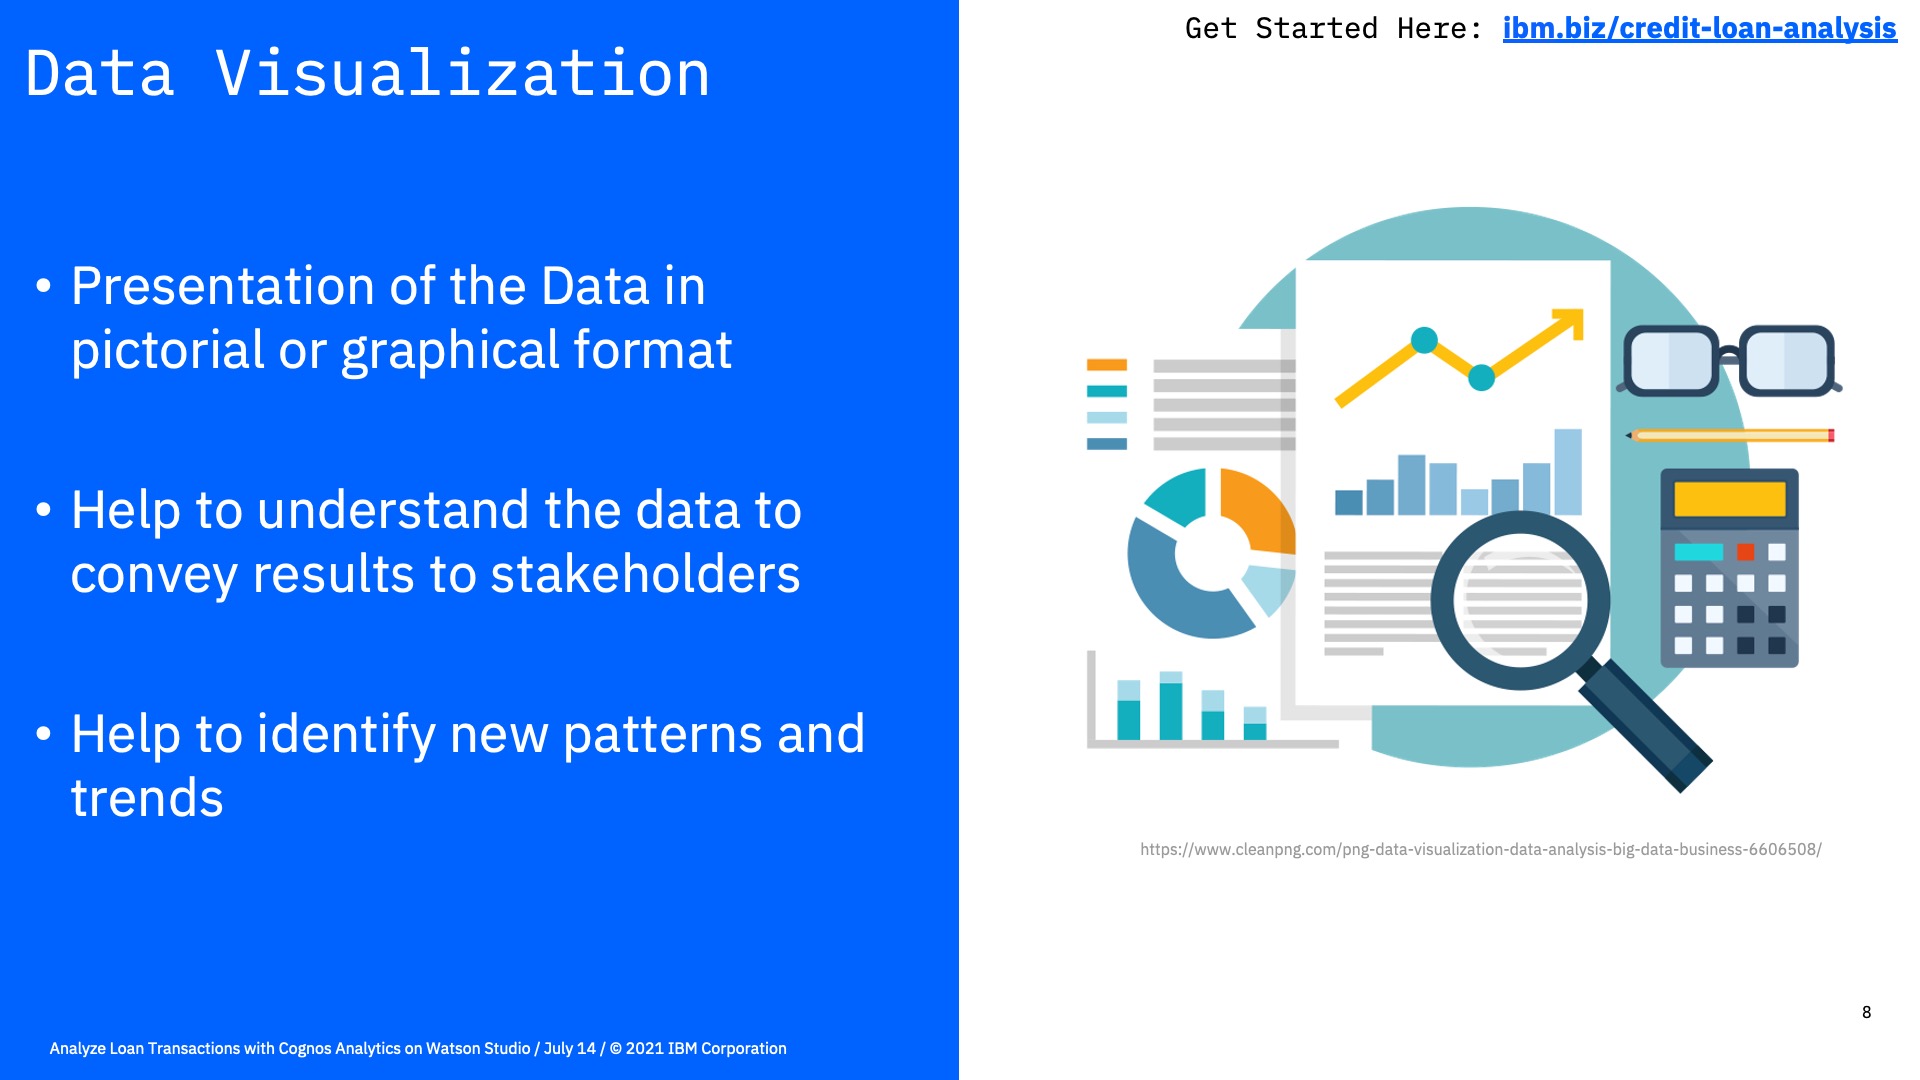 Get Started Here: ibm.biz/credit-loan-analysis
Data Visualization
• Presentation of the Data in
pictorial or graphical format
• Help to understand the data to
convey results to stakeholders
• Help to identify new patterns and
trends
https://www.cleanpng.com/png-data-visualization-data-analysis-big-data-business-6606508/
8
Analyze Loan Transactions with Cognos Analytics on Watson Studio / July 14 / © 2021 IBM Corporation